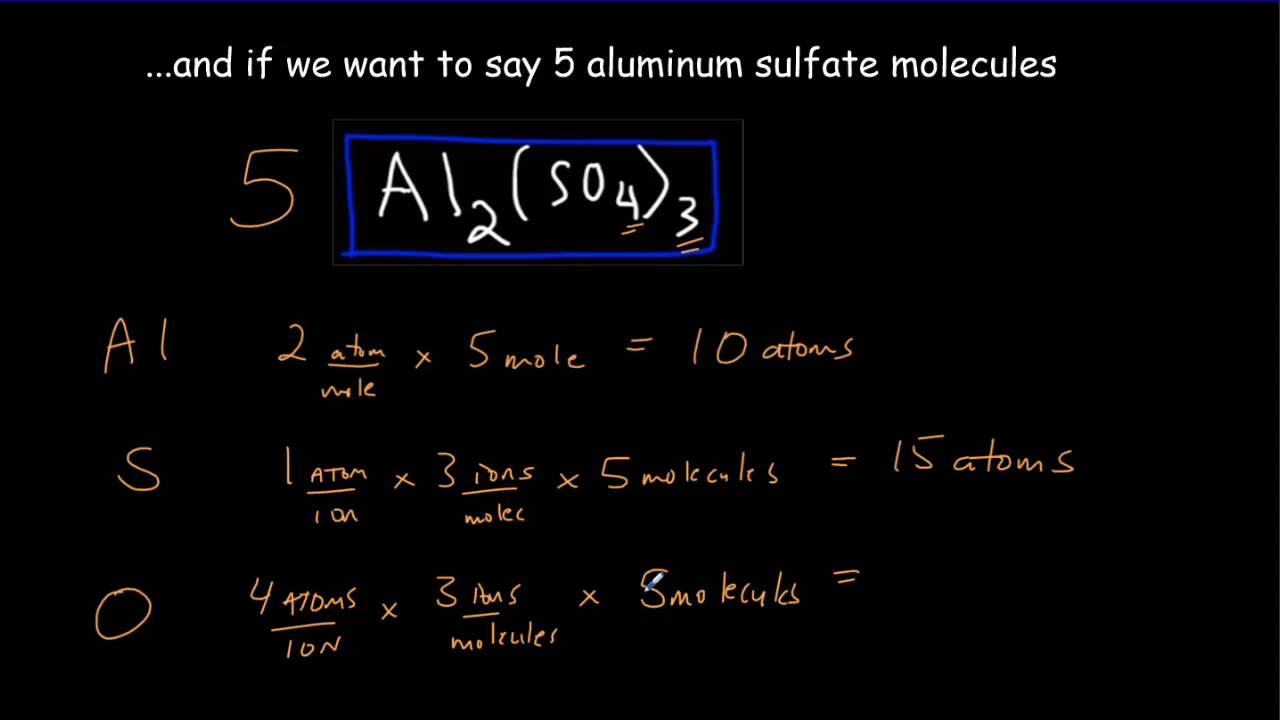 ...and if we want to say 5 aluminum sulfate molecules
5 Al₂(SO₄)₃
Al 2 atom/mole × 5 mole = 10 atoms
S 1 ATOM/ION × 3 ions/molec × 5 molecules = 15 atoms
O 4 ATOMS/ION × 3 Ions/molecules × 5 molecules =